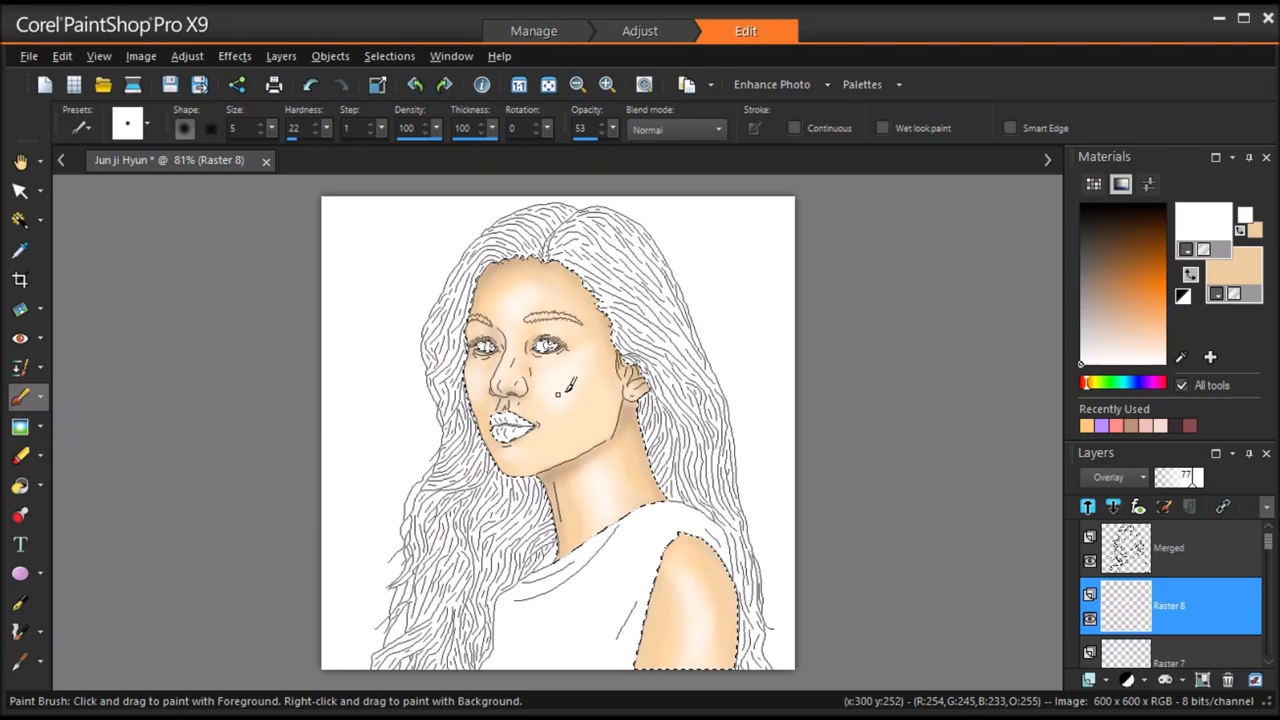 Corel PaintShop Pro X9
Manage Adjust Edit
File Edit View Image Adjust Effects Layers Objects Selections Window Help
Enhance Photo Palettes
Presets: Shape: Size: Hardness: Step: Density: Thickness: Rotation: Opacity: Blend mode: Stroke:
5 22 1 100 100 0 53 Normal Continuous Wet look paint Smart Edge
Jun ji Hyun * @ 81% (Raster 8)
Materials
All tools
Recently Used
Layers
Overlay 77
Merged
Raster 8
Raster 7
Paint Brush: Click and drag to paint with Foreground. Right-click and drag to paint with Background.
(x:300 y:252) -- (R:254,G:245,B:233,O:255) -- Image: 600 x 600 x RGB - 8 bits/channel